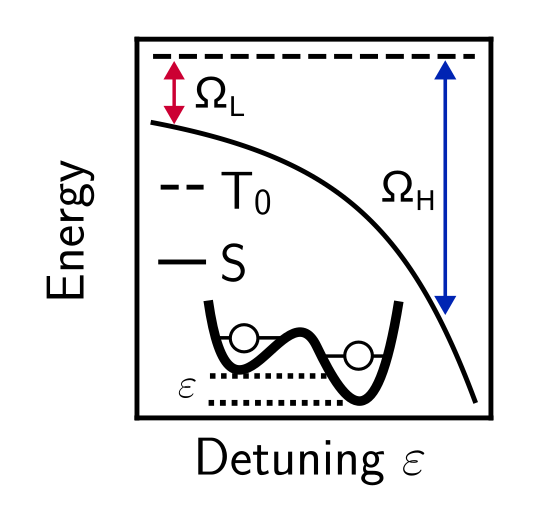 Ω_L
Ω_H
T_0
S
ε
Energy
Detuning ε